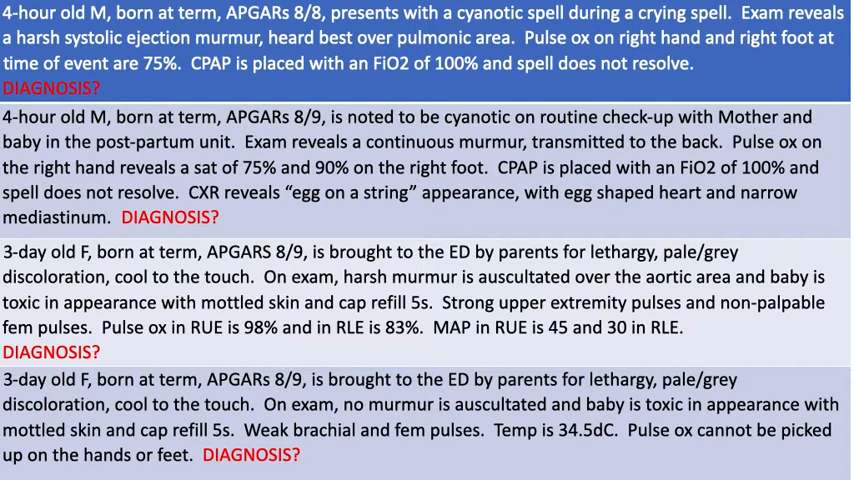 4-hour old M, born at term, APGARs 8/8, presents with a cyanotic spell during a crying spell. Exam reveals
a harsh systolic ejection murmur, heard best over pulmonic area. Pulse ox on right hand and right foot at
time of event are 75%. CPAP is placed with an FiO2 of 100% and spell does not resolve.
DIAGNOSIS?
4-hour old M, born at term, APGARs 8/9, is noted to be cyanotic on routine check-up with Mother and
baby in the post-partum unit. Exam reveals a continuous murmur, transmitted to the back. Pulse ox on
the right hand reveals a sat of 75% and 90% on the right foot. CPAP is placed with an FiO2 of 100% and
spell does not resolve. CXR reveals “egg on a string” appearance, with egg shaped heart and narrow
mediastinum. DIAGNOSIS?
3-day old F, born at term, APGARS 8/9, is brought to the ED by parents for lethargy, pale/grey
discoloration, cool to the touch. On exam, harsh murmur is auscultated over the aortic area and baby is
toxic in appearance with mottled skin and cap refill 5s. Strong upper extremity pulses and non-palpable
fem pulses. Pulse ox in RUE is 98% and in RLE is 83%. MAP in RUE is 45 and 30 in RLE.
DIAGNOSIS?
3-day old F, born at term, APGARs 8/9, is brought to the ED by parents for lethargy, pale/grey
discoloration, cool to the touch. On exam, no murmur is auscultated and baby is toxic in appearance with
mottled skin and cap refill 5s. Weak brachial and fem pulses. Temp is 34.5dC. Pulse ox cannot be picked
up on the hands or feet. DIAGNOSIS?